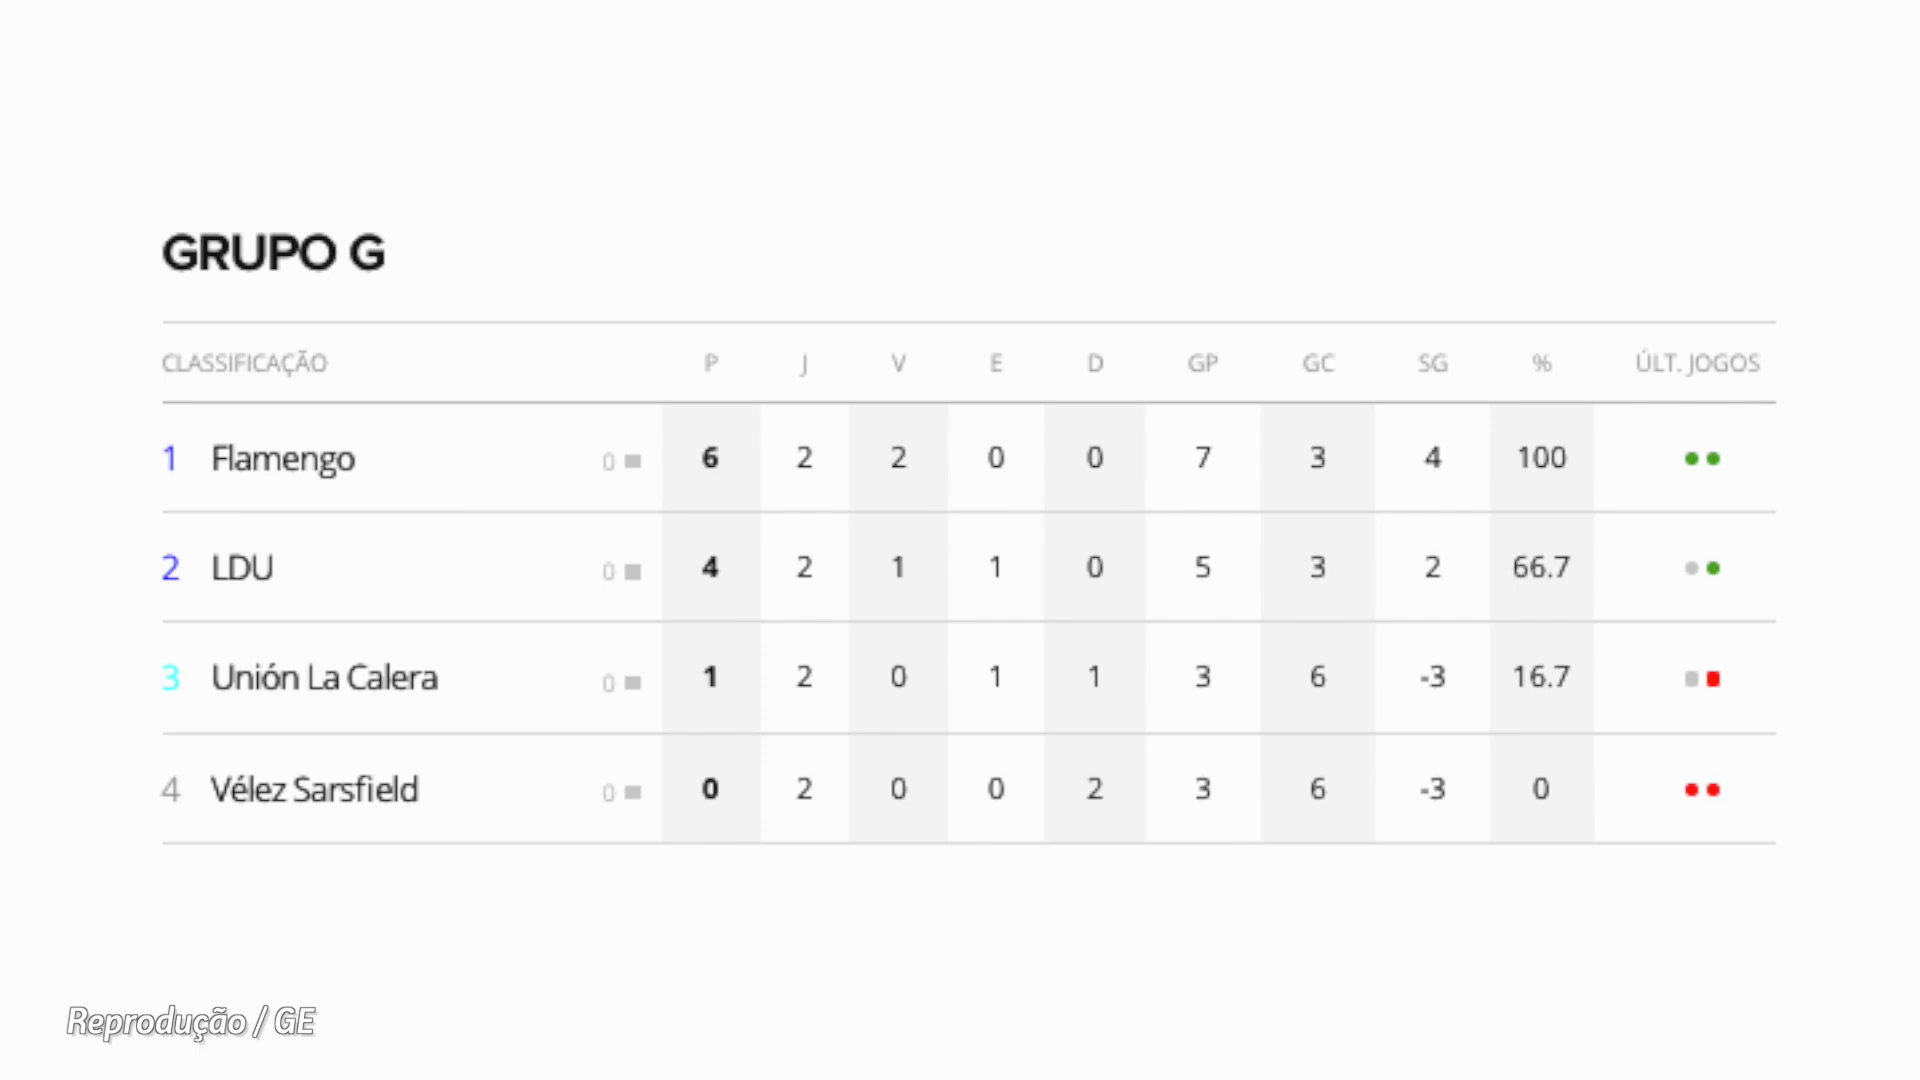 GRUPO G
CLASSIFICAÇÃO P J V E D GP GC SG % ÚLT. JOGOS
1 Flamengo 0 6 2 2 0 0 7 3 4 100
2 LDU 0 4 2 1 1 0 5 3 2 66.7
3 Unión La Calera 0 1 2 0 1 1 3 6 -3 16.7
4 Vélez Sarsfield 0 0 2 0 0 2 3 6 -3 0
Reprodução / GE